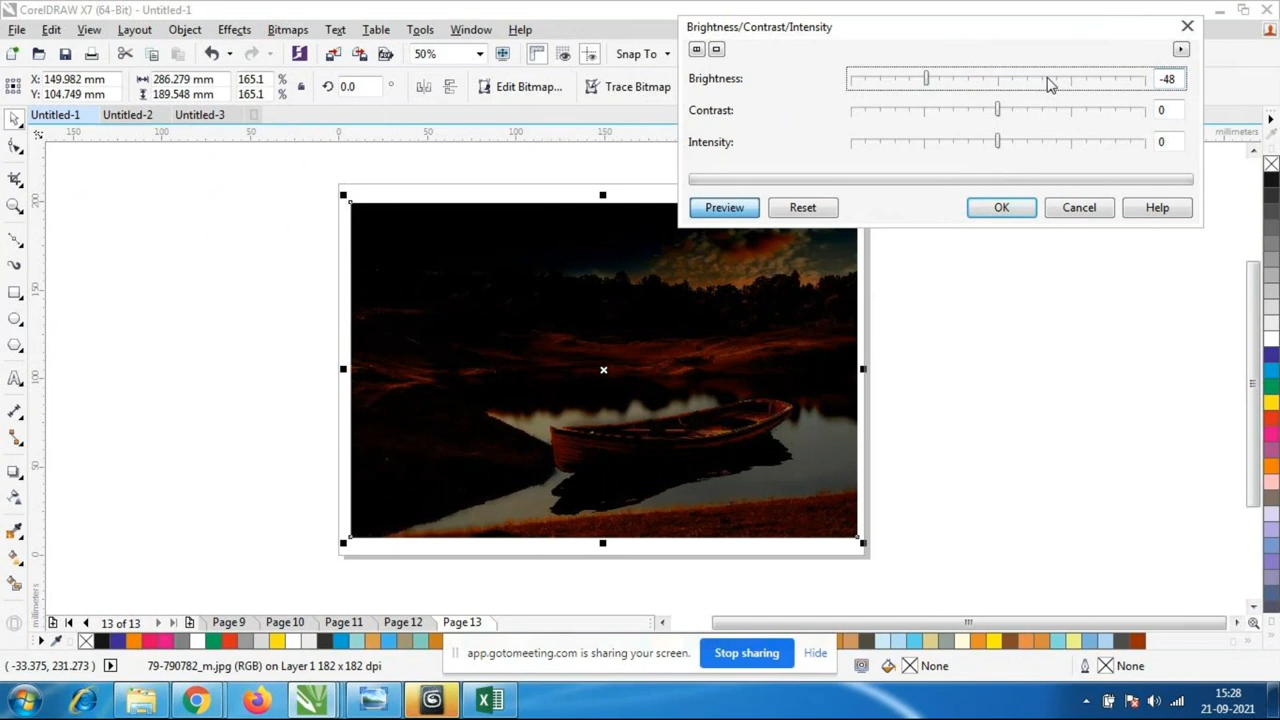 CorelDRAW X7 (64-Bit) - Untitled-1
File Edit View Layout Object Effects Bitmaps Text Table Tools Window Help
50% Snap To
X: 149.982 mm 286.279 mm 165.1 %
Y: 104.749 mm 189.548 mm 165.1 %
0.0 ° Edit Bitmap... Trace Bitmap
Untitled-1 Untitled-2 Untitled-3
150 100 50 0 50 100 150 millimeters
200
150
100
50
0
millimeters
Brightness/Contrast/Intensity
Brightness: -48
Contrast: 0
Intensity: 0
Preview Reset OK Cancel Help
13 of 13 Page 9 Page 10 Page 11 Page 12 Page 13
app.gotomeeting.com is sharing your screen. Stop sharing Hide
(-33.375, 231.273) 79-790782_m.jpg (RGB) on Layer 1 182 x 182 dpi None None
15:28
21-09-2021